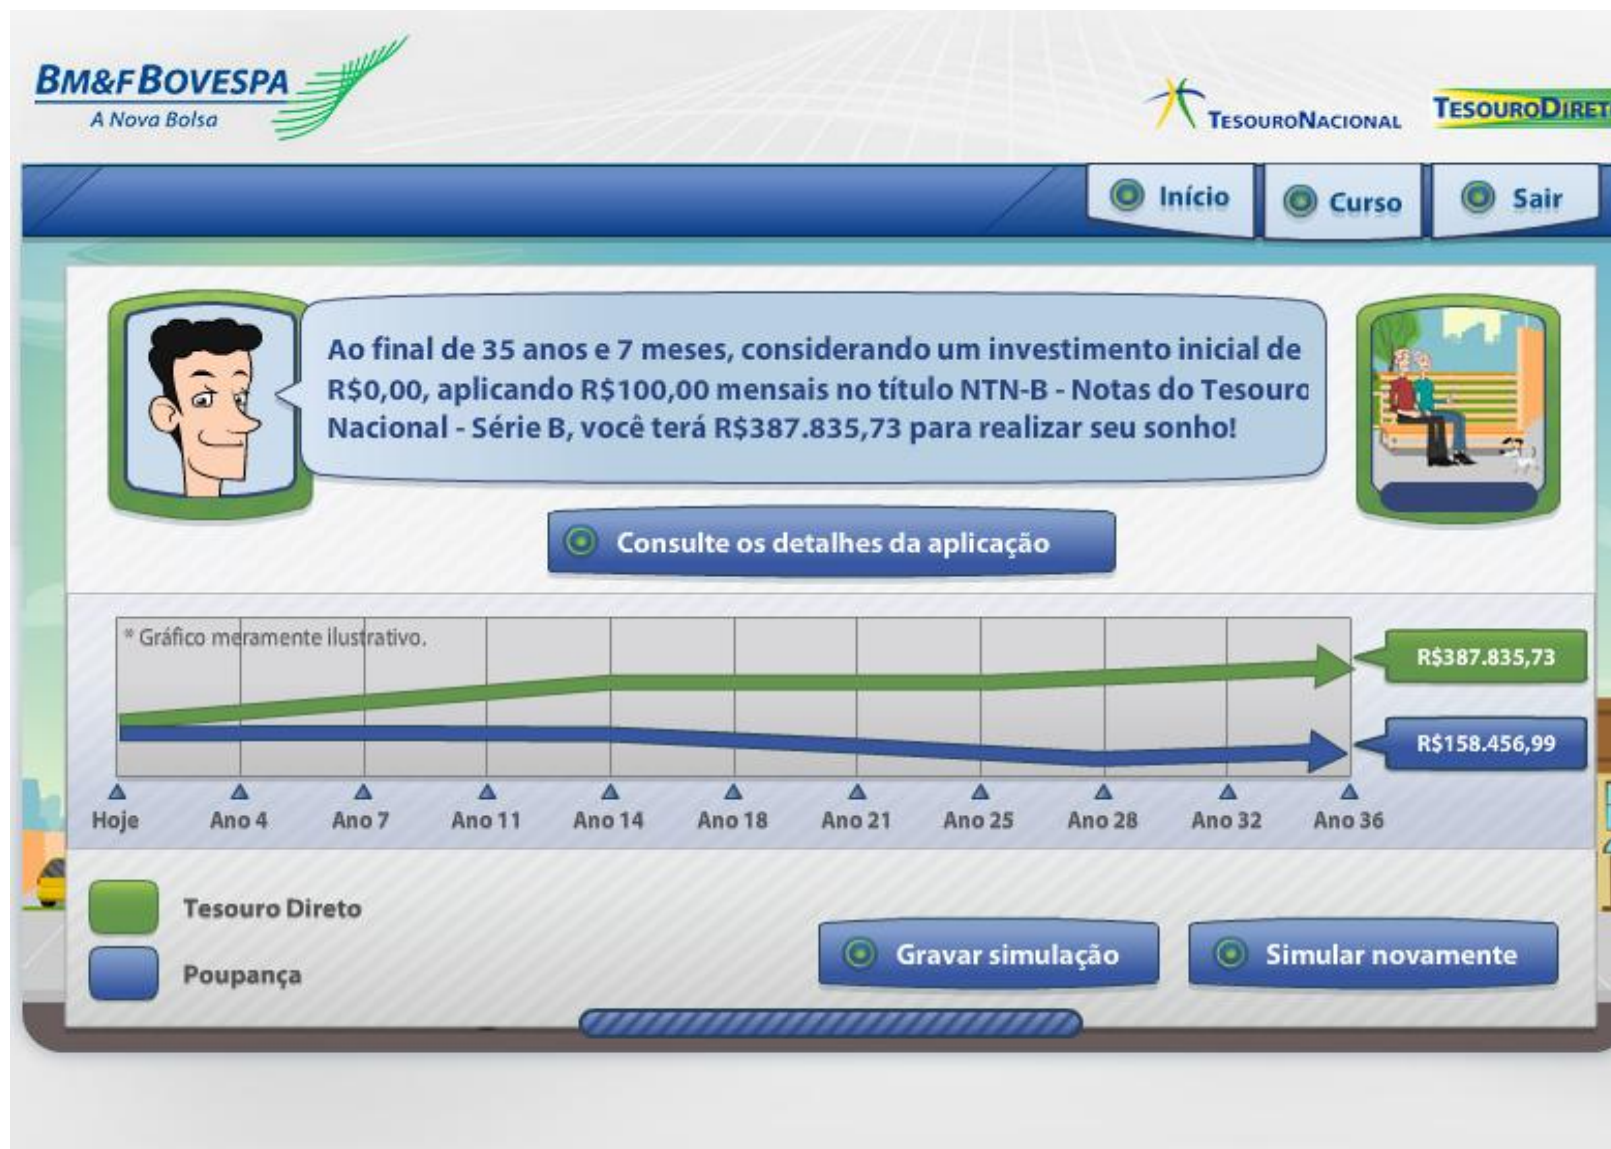 BM&FBOVESPA
A Nova Bolsa
TESOURONACIONAL
TESOURODIRET
Início
Curso
Sair
Ao final de 35 anos e 7 meses, considerando um investimento inicial de
R$0,00, aplicando R$100,00 mensais no título NTN-B - Notas do Tesouro
Nacional - Série B, você terá R$387.835,73 para realizar seu sonho!
Consulte os detalhes da aplicação
* Gráfico meramente ilustrativo.
R$387.835,73
R$158.456,99
Hoje Ano 4 Ano 7 Ano 11 Ano 14 Ano 18 Ano 21 Ano 25 Ano 28 Ano 32 Ano 36
Tesouro Direto
Poupança
Gravar simulação
Simular novamente